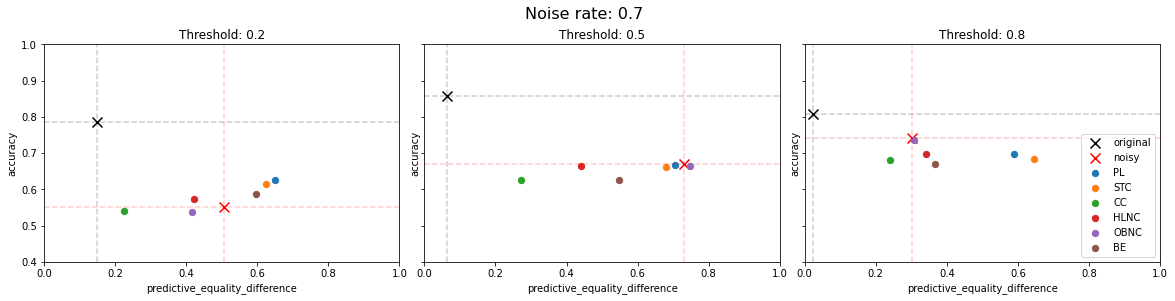 Noise rate: 0.7
Threshold: 0.2
Threshold: 0.5
Threshold: 0.8
1.0
0.9
0.8
0.7
0.6
0.5
0.4
accuracy
accuracy
accuracy
original
noisy
PL
STC
CC
HLNC
OBNC
BE
0.0 0.2 0.4 0.6 0.8 1.0
0.0 0.2 0.4 0.6 0.8 1.0
0.0 0.2 0.4 0.6 0.8 1.0
predictive_equality_difference
predictive_equality_difference
predictive_equality_difference